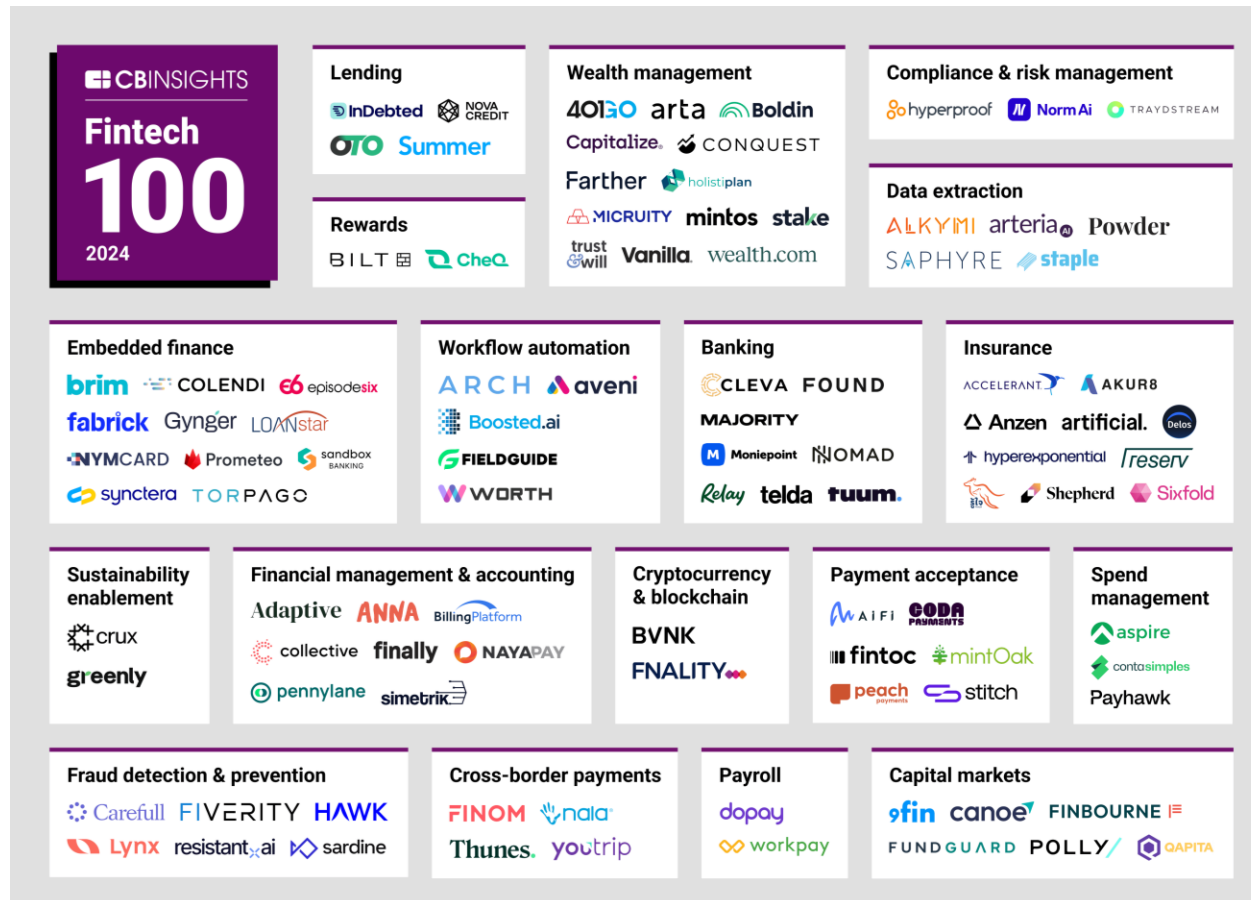 CBINSIGHTS
Fintech
100
2024
Lending
InDebted NOVA CREDIT
OTO Summer
Rewards
BILT CheQ
Wealth management
401GO arta Boldin
Capitalize. CONQUEST
Farther holistiplan
MICRUITY mintos stake
trust &will Vanilla. wealth.com
Compliance & risk management
hyperproof Norm Ai TRAYDSTREAM
Data extraction
ALKYMI arteria AI Powder
SAPHYRE staple
Embedded finance
brim COLENDI E6 episodesix
fabrick Gynger LOANstar
NYMCARD Prometeo sandbox BANKING
synctera TORPAGO
Workflow automation
ARCH aveni
Boosted.ai
FIELDGUIDE
WORTH
Banking
CLEVA FOUND
MAJORITY
M Moniepoint NOMAD
Relay telda tuum.
Insurance
ACCELERANT AKUR8
Anzen artificial. Delos
hyperexponential reserv
Shepherd Sixfold
Sustainability
enablement
crux
greenly
Financial management & accounting
Adaptive ANNA BillingPlatform
collective finally NAYAPAY
pennylane simetrik
Cryptocurrency
& blockchain
BVNK
FNALITY
Payment acceptance
AiFi CODA PAYMENTS
fintoc mintOak
peach payments stitch
Spend
management
aspire
contasimples
Payhawk
Fraud detection & prevention
Carefull FIVERITY HAWK
Lynx resistant ai sardine
Cross-border payments
FINOM nala
Thunes. youtrip
Payroll
dopay
workpay
Capital markets
9fin canoe FINBOURNE
FUNDGUARD POLLY QAPITA